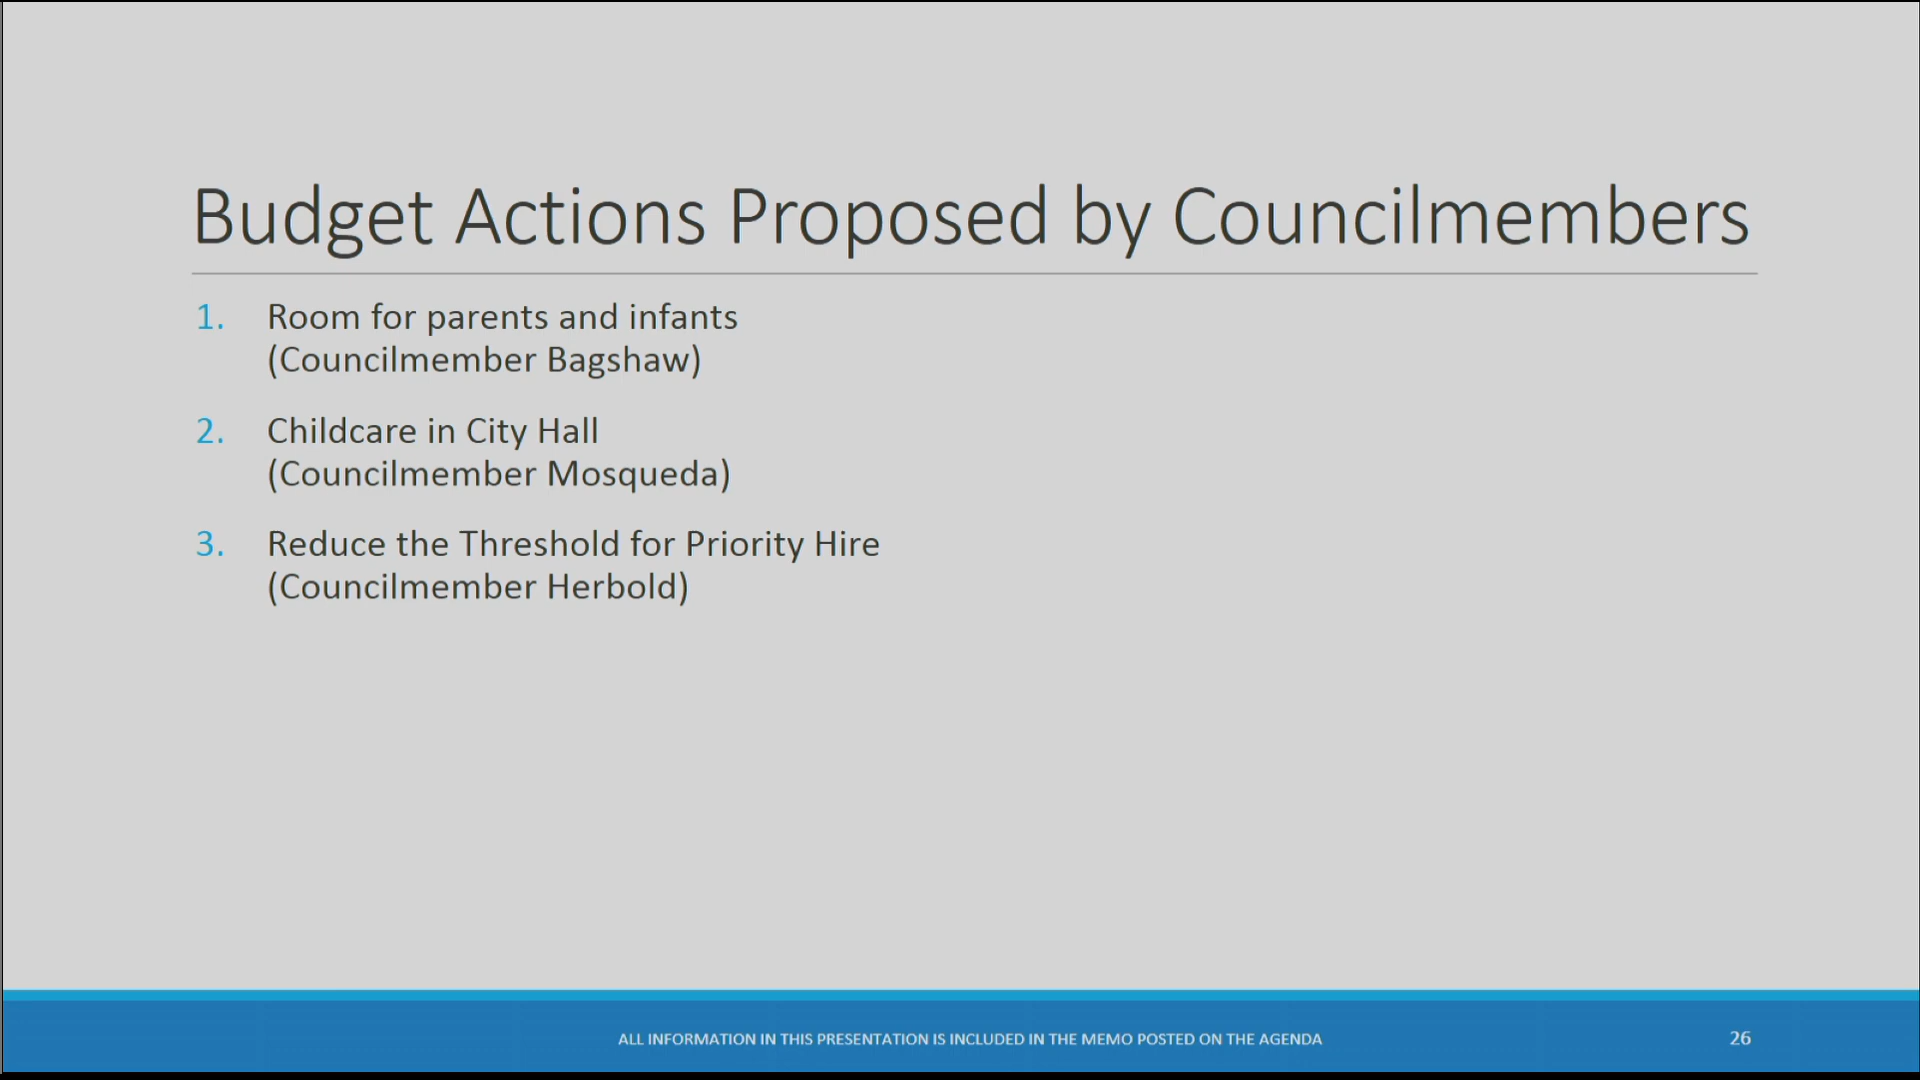 Budget Actions Proposed by Councilmembers
1. Room for parents and infants
(Councilmember Bagshaw)
2. Childcare in City Hall
(Councilmember Mosqueda)
3. Reduce the Threshold for Priority Hire
(Councilmember Herbold)
ALL INFORMATION IN THIS PRESENTATION IS INCLUDED IN THE MEMO POSTED ON THE AGENDA
26